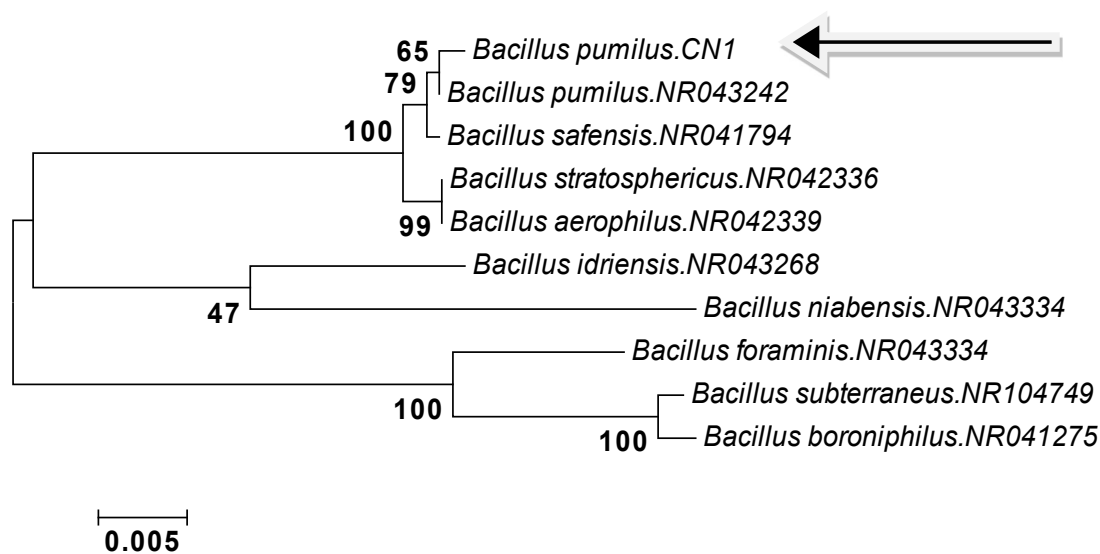 65
Bacillus pumilus.CN1
79
Bacillus pumilus.NR043242
100
Bacillus safensis.NR041794
Bacillus stratosphericus.NR042336
99
Bacillus aerophilus.NR042339
Bacillus idriensis.NR043268
47
Bacillus niabensis.NR043334
Bacillus foraminis.NR043334
100
Bacillus subterraneus.NR104749
100
Bacillus boroniphilus.NR041275
0.005